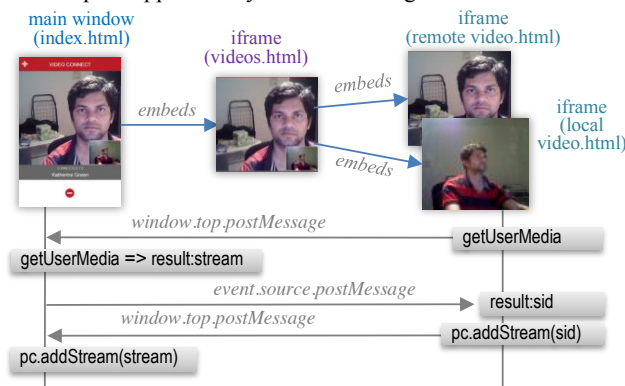 main window
(index.html)
iframe
(videos.html)
iframe
(remote video.html)
VIDEO CONNECT
embeds
embeds
embeds
iframe
(local
video.html)
Katherine Green
window.top.postMessage
getUserMedia
getUserMedia => result:stream
event.source.postMessage
result:sid
window.top.postMessage
pc.addStream(sid)
pc.addStream(stream)